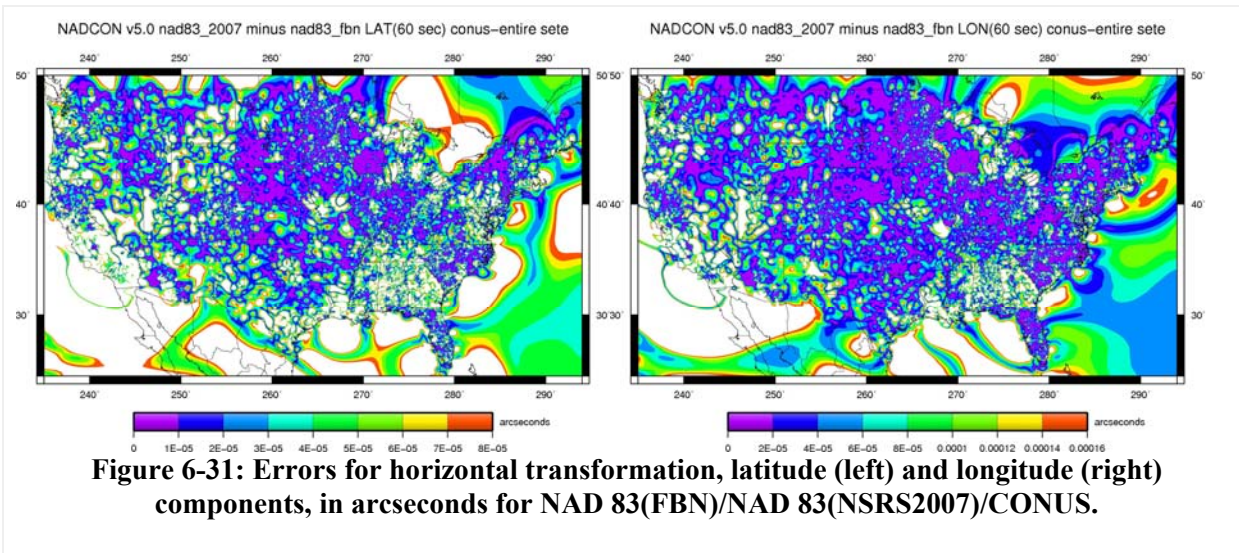 NADCON v5.0 nad83_2007 minus nad83_fbn LAT(60 sec) conus-entire sete
240˚ 250˚ 260˚ 270˚ 280˚ 290˚
50˚
40˚
30˚
240˚ 250˚ 260˚ 270˚ 280˚ 290˚
arcseconds
0 1E-05 2E-05 3E-05 4E-05 5E-05 6E-05 7E-05 8E-05
NADCON v5.0 nad83_2007 minus nad83_fbn LON(60 sec) conus-entire sete
240˚ 250˚ 260˚ 270˚ 280˚ 290˚
50˚ 50˚ 50˚
40˚ 40˚ 40˚
30˚ 30˚ 30˚
240˚ 250˚ 260˚ 270˚ 280˚ 290˚
arcseconds
0 2E-05 4E-05 6E-05 8E-05 0.0001 0.00012 0.00014 0.00016
Figure 6-31: Errors for horizontal transformation, latitude (left) and longitude (right)
components, in arcseconds for NAD 83(FBN)/NAD 83(NSRS2007)/CONUS.